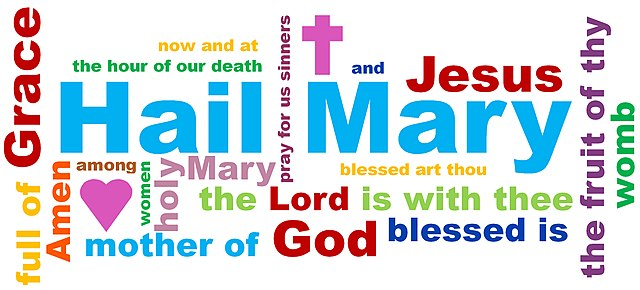 Hail Mary
full of
Grace
the Lord is with thee
blessed art thou
among
women
and
blessed is
the fruit of thy
womb
Jesus
holy
Mary
mother of
God
pray for us sinners
now and at
the hour of our death
Amen